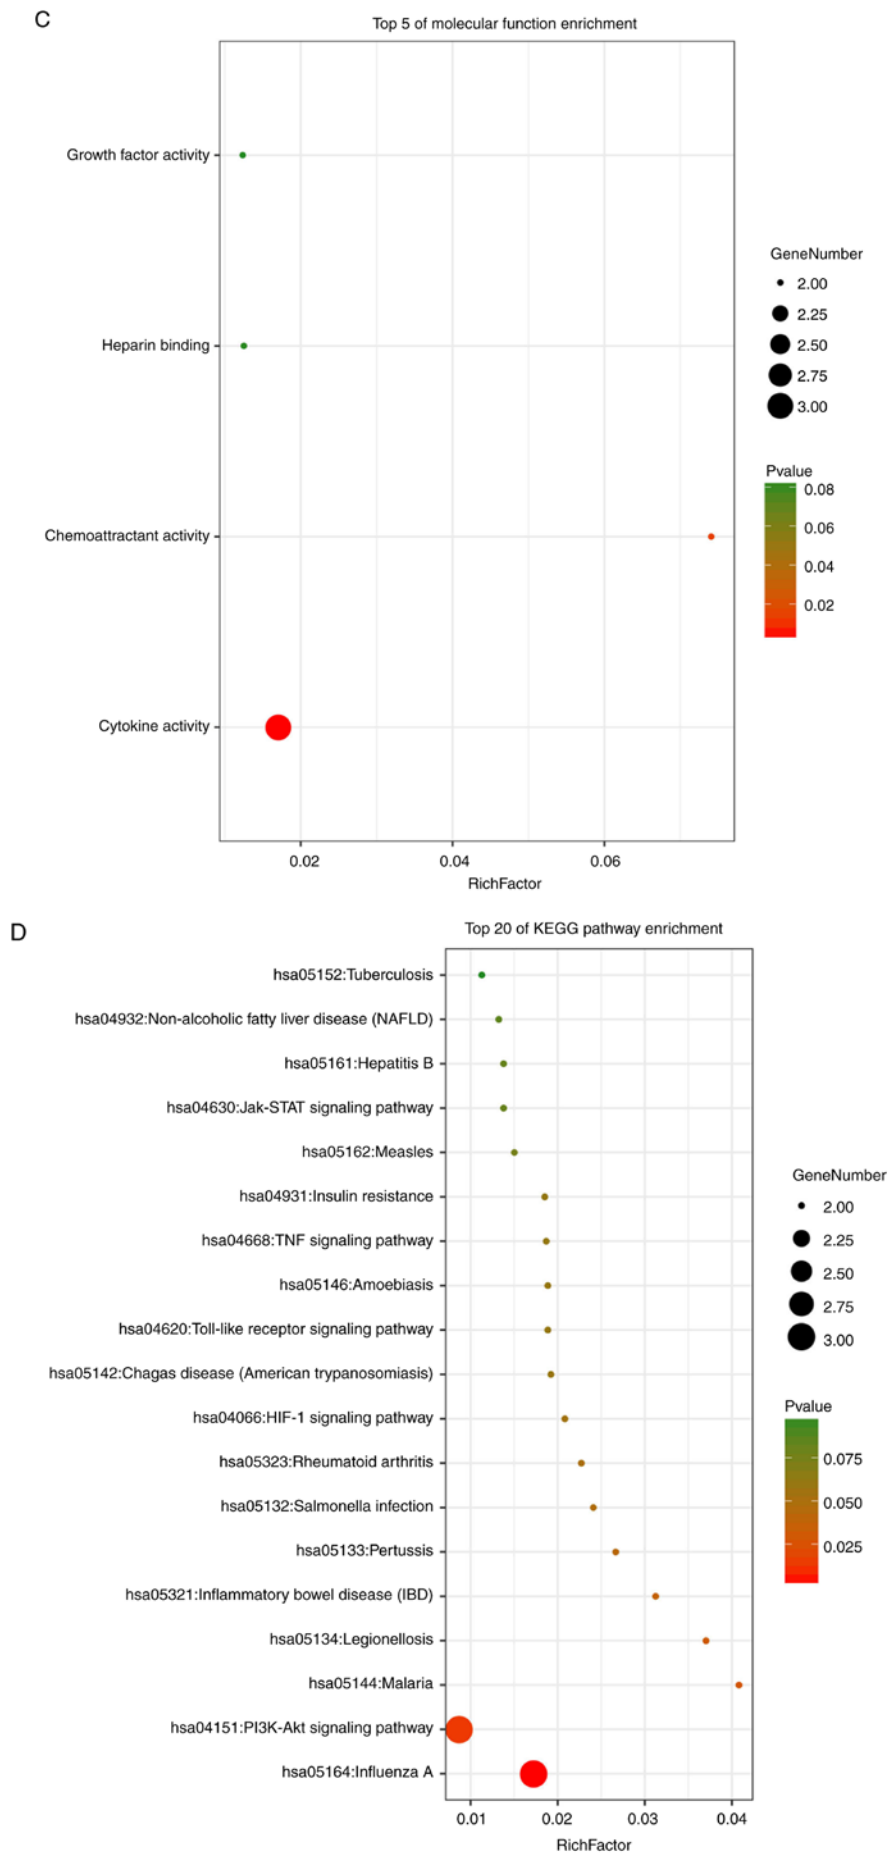 C
Top 5 of molecular function enrichment
Growth factor activity
Heparin binding
Chemoattractant activity
Cytokine activity
0.02
0.04
0.06
RichFactor
GeneNumber
2.00
2.25
2.50
2.75
3.00
Pvalue
0.08
0.06
0.04
0.02
D
Top 20 of KEGG pathway enrichment
hsa05152:Tuberculosis
hsa04932:Non-alcoholic fatty liver disease (NAFLD)
hsa05161:Hepatitis B
hsa04630:Jak-STAT signaling pathway
hsa05162:Measles
hsa04931:Insulin resistance
hsa04668:TNF signaling pathway
hsa05146:Amoebiasis
hsa04620:Toll-like receptor signaling pathway
hsa05142:Chagas disease (American trypanosomiasis)
hsa04066:HIF-1 signaling pathway
hsa05323:Rheumatoid arthritis
hsa05132:Salmonella infection
hsa05133:Pertussis
hsa05321:Inflammatory bowel disease (IBD)
hsa05134:Legionellosis
hsa05144:Malaria
hsa04151:PI3K-Akt signaling pathway
hsa05164:Influenza A
0.01
0.02
0.03
0.04
RichFactor
GeneNumber
2.00
2.25
2.50
2.75
3.00
Pvalue
0.075
0.050
0.025